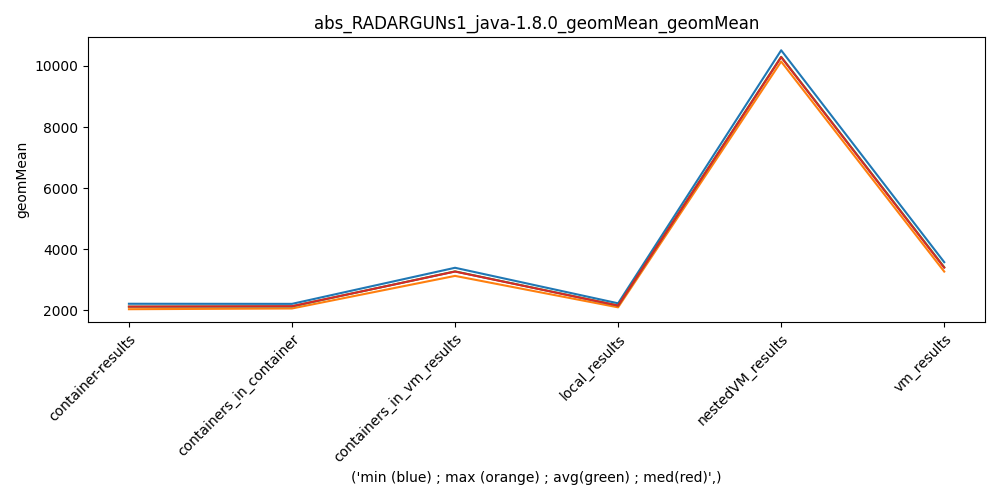 abs_RADARGUNs1_java-1.8.0_geomMean_geomMean
geomMean
10000
8000
6000
4000
2000
container-results
containers_in_container
containers_in_vm_results
local_results
nestedVM_results
vm_results
('min (blue) ; max (orange) ; avg(green) ; med(red)',)